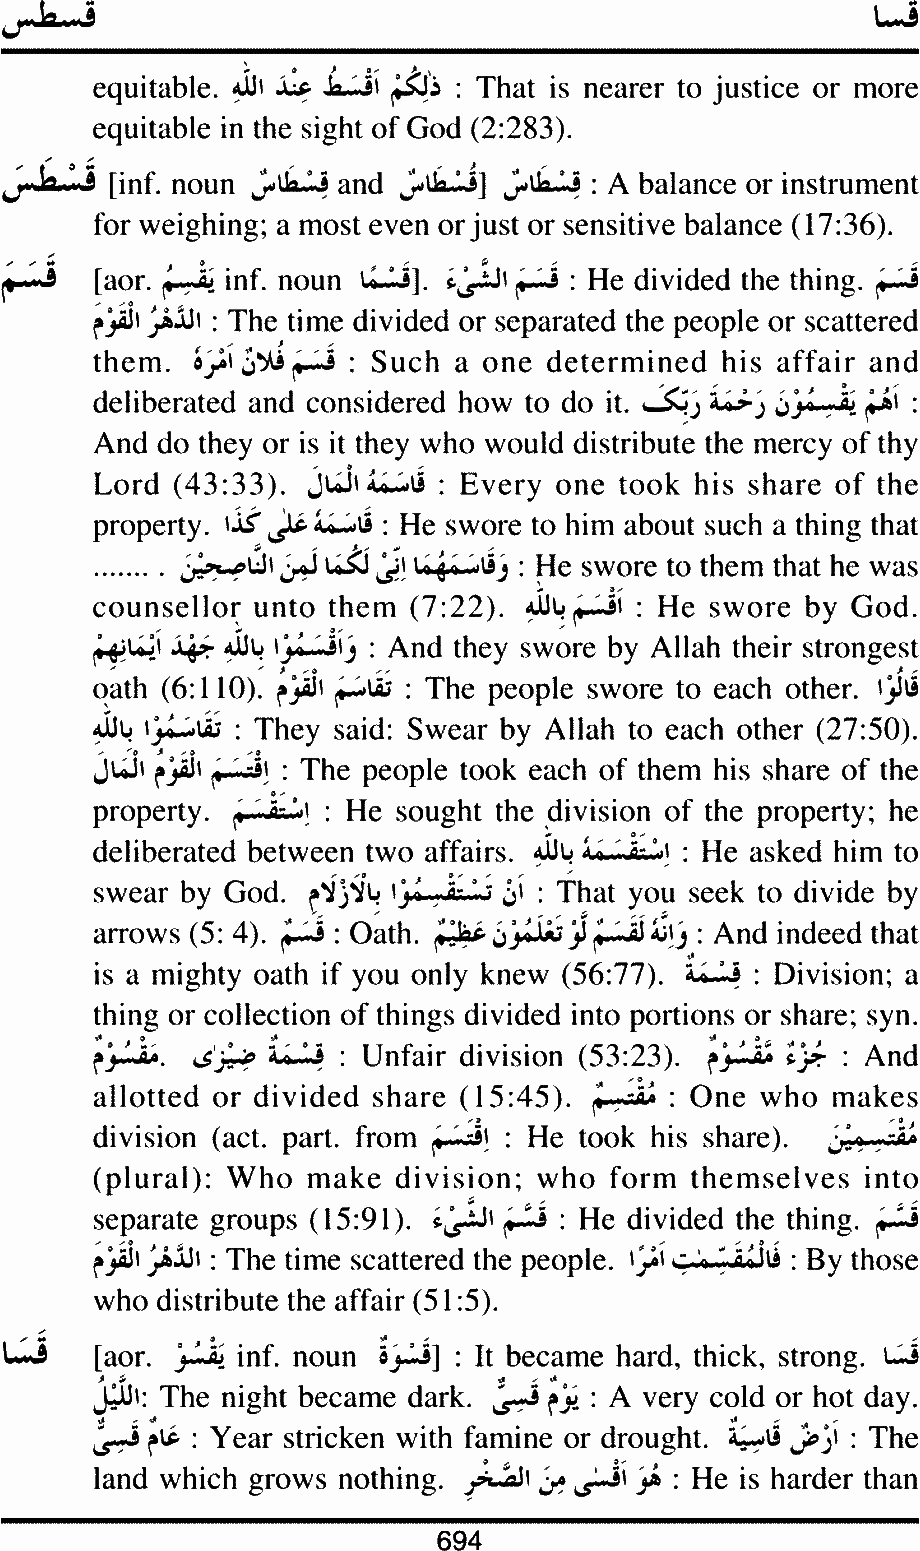 قسطس قسا
equitable. ذٰلِكُمْ اَقْسَطُ عِنْدَ اللّٰهِ : That is nearer to justice or more
equitable in the sight of God (2:283).
قَسْطَسَ [inf. noun قِسْطَاسٌ and قُسْطَاسٌ] قِسْطَاسٌ : A balance or instrument
for weighing; a most even or just or sensitive balance (17:36).
قَسَمَ [aor. يَقْسِمُ inf. noun قَسْمًا]. قَسَمَ الشَّيْءَ : He divided the thing. قَسَمَ
الدَّهْرُ الْقَوْمَ : The time divided or separated the people or scattered
them. قَسَمَ فُلَانٌ اَمْرَهٗ : Such a one determined his affair and
deliberated and considered how to do it. اَهُمْ يَقْسِمُوْنَ رَحْمَةَ رَبِّكَ :
And do they or is it they who would distribute the mercy of thy
Lord (43:33). قَاسَمَهُ الْمَالَ : Every one took his share of the
property. قَاسَمَهُ عَلٰى كَذَا : He swore to him about such a thing that
....... . وَقَاسَمَهُمَا اِنِّىْ لَكُمَا لَمِنَ النَّاصِحِيْنَ : He swore to them that he was
counsellor unto them (7:22). اَقْسَمَ بِاللّٰهِ : He swore by God.
وَاَقْسَمُوْا بِاللّٰهِ جَهْدَ اَيْمَانِهِمْ : And they swore by Allah their strongest
oath (6:110). تَقَاسَمَ الْقَوْمُ : The people swore to each other. قَالُوْا
تَقَاسَمُوْا بِاللّٰهِ : They said: Swear by Allah to each other (27:50).
اِقْتَسَمَ الْقَوْمُ الْمَالَ : The people took each of them his share of the
property. اِسْتَقْسَمَ : He sought the division of the property; he
deliberated between two affairs. اِسْتَقْسَمَهٗ بِاللّٰهِ : He asked him to
swear by God. اَنْ تَسْتَقْسِمُوْا بِالْاَزْلَامِ : That you seek to divide by
arrows (5: 4). قَسَمٌ : Oath. وَاِنَّهٗ لَقَسَمٌ لَّوْ تَعْلَمُوْنَ عَظِيْمٌ : And indeed that
is a mighty oath if you only knew (56:77). قِسْمَةٌ : Division; a
thing or collection of things divided into portions or share; syn.
مَقْسُوْمٌ. قِسْمَةٌ ضِيْزٰى : Unfair division (53:23). جُزْءٌ مَّقْسُوْمٌ : And
allotted or divided share (15:45). مُقْتَسِمٌ : One who makes
division (act. part. from اِقْتَسَمَ : He took his share). مُقْتَسِمِيْنَ
(plural): Who make division; who form themselves into
separate groups (15:91). قَسَّمَ الشَّيْءَ : He divided the thing. قَسَّمَ
الدَّهْرُ الْقَوْمَ : The time scattered the people. فَالْمُقَسِّمٰتِ اَمْرًا : By those
who distribute the affair (51:5).
قَسَا [aor. يَقْسُوْ inf. noun قَسْوَةٌ] : It became hard, thick, strong. قَسَا
اللَّيْلُ: The night became dark. يَوْمٌ قَسِىٌّ : A very cold or hot day.
عَامٌ قَسِىٌّ : Year stricken with famine or drought. اَرْضٌ قَاسِيَةٌ : The
land which grows nothing. هُوَ اَقْسٰى مِنَ الصَّخْرِ : He is harder than
694